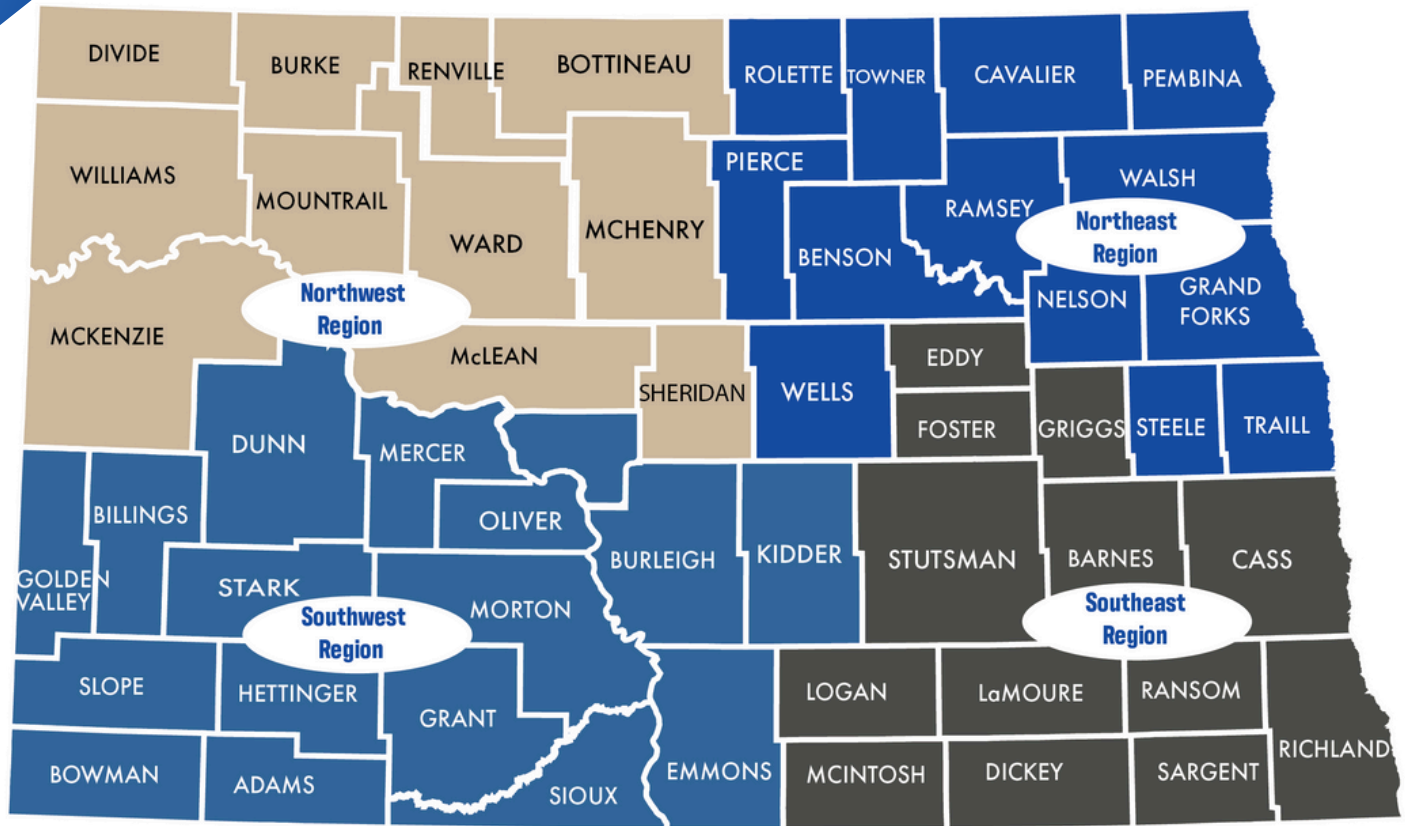 DIVIDE
BURKE
RENVILLE
BOTTINEAU
ROLETTE
TOWNER
CAVALIER
PEMBINA
WILLIAMS
MOUNTRAIL
WARD
MCHENRY
PIERCE
BENSON
RAMSEY
WALSH
Northeast
Region
NELSON
GRAND
FORKS
Northwest
Region
MCKENZIE
McLEAN
SHERIDAN
WELLS
EDDY
FOSTER
GRIGGS
STEELE
TRAILL
DUNN
MERCER
OLIVER
BILLINGS
GOLDEN
VALLEY
STARK
MORTON
BURLEIGH
KIDDER
STUTSMAN
BARNES
CASS
Southwest
Region
Southeast
Region
SLOPE
HETTINGER
GRANT
LOGAN
LaMOURE
RANSOM
RICHLAND
BOWMAN
ADAMS
SIOUX
EMMONS
MCINTOSH
DICKEY
SARGENT